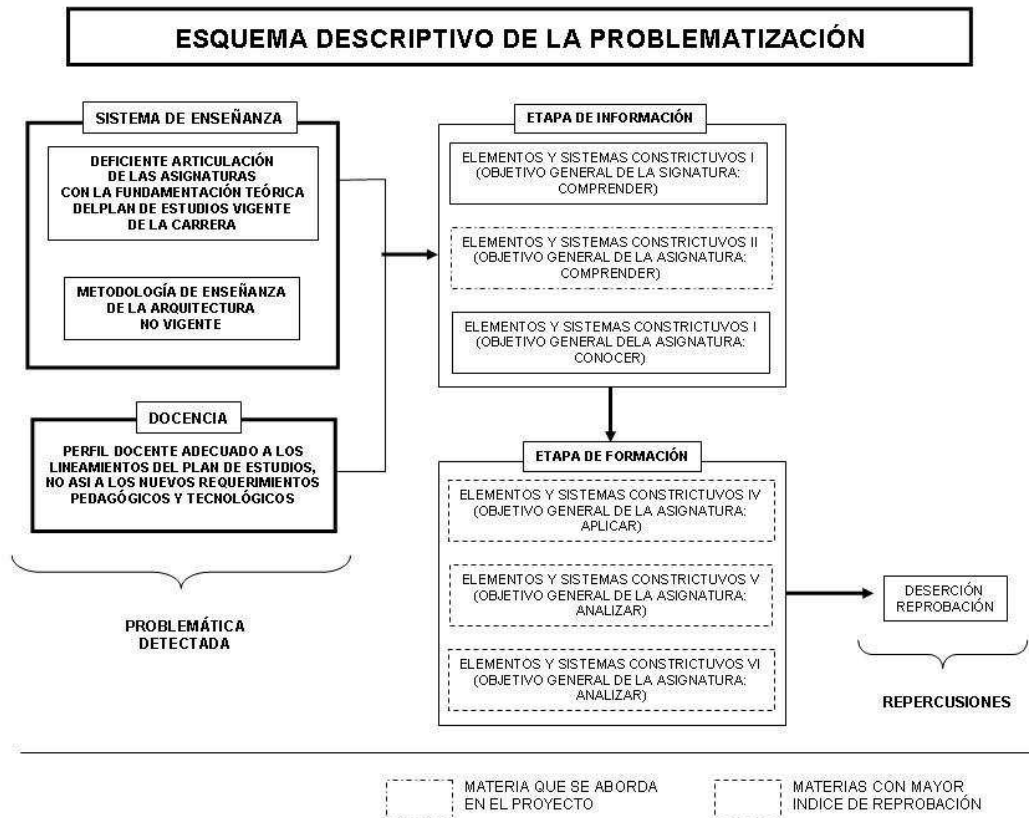 ESQUEMA DESCRIPTIVO DE LA PROBLEMATIZACIÓN
SISTEMA DE ENSEÑANZA
DEFICIENTE ARTICULACIÓN
DE LAS ASIGNATURAS
CON LA FUNDAMENTACIÓN TEÓRICA
DELPLAN DE ESTUDIOS VIGENTE
DE LA CARRERA
METODOLOGÍA DE ENSEÑANZA
DE LA ARQUITECTURA
NO VIGENTE
DOCENCIA
PERFIL DOCENTE ADECUADO A LOS
LINEAMIENTOS DEL PLAN DE ESTUDIOS,
NO ASI A LOS NUEVOS REQUERIMIENTOS
PEDAGÓGICOS Y TECNOLÓGICOS
PROBLEMÁTICA
DETECTADA
ETAPA DE INFORMACIÓN
ELEMENTOS Y SISTEMAS CONSTRICTUVOS I
(OBJETIVO GENERAL DE LA SIGNATURA:
COMPRENDER)
ELEMENTOS Y SISTEMAS CONSTRICTUVOS II
(OBJETIVO GENERAL DE LA ASIGNATURA:
COMPRENDER)
ELEMENTOS Y SISTEMAS CONSTRICTUVOS I
(OBJETIVO GENERAL DELA ASIGNATURA:
CONOCER)
ETAPA DE FORMACIÓN
ELEMENTOS Y SISTEMAS CONSTRICTUVOS IV
(OBJETIVO GENERAL DE LA ASIGNATURA:
APLICAR)
ELEMENTOS Y SISTEMAS CONSTRICTUVOS V
(OBJETIVO GENERAL DE LA ASIGNATURA:
ANALIZAR)
ELEMENTOS Y SISTEMAS CONSTRICTUVOS VI
(OBJETIVO GENERAL DE LA ASIGNATURA:
ANALIZAR)
DESERCIÓN
REPROBACIÓN
REPERCUSIONES
MATERIA QUE SE ABORDA
EN EL PROYECTO
MATERIAS CON MAYOR
INDICE DE REPROBACIÓN